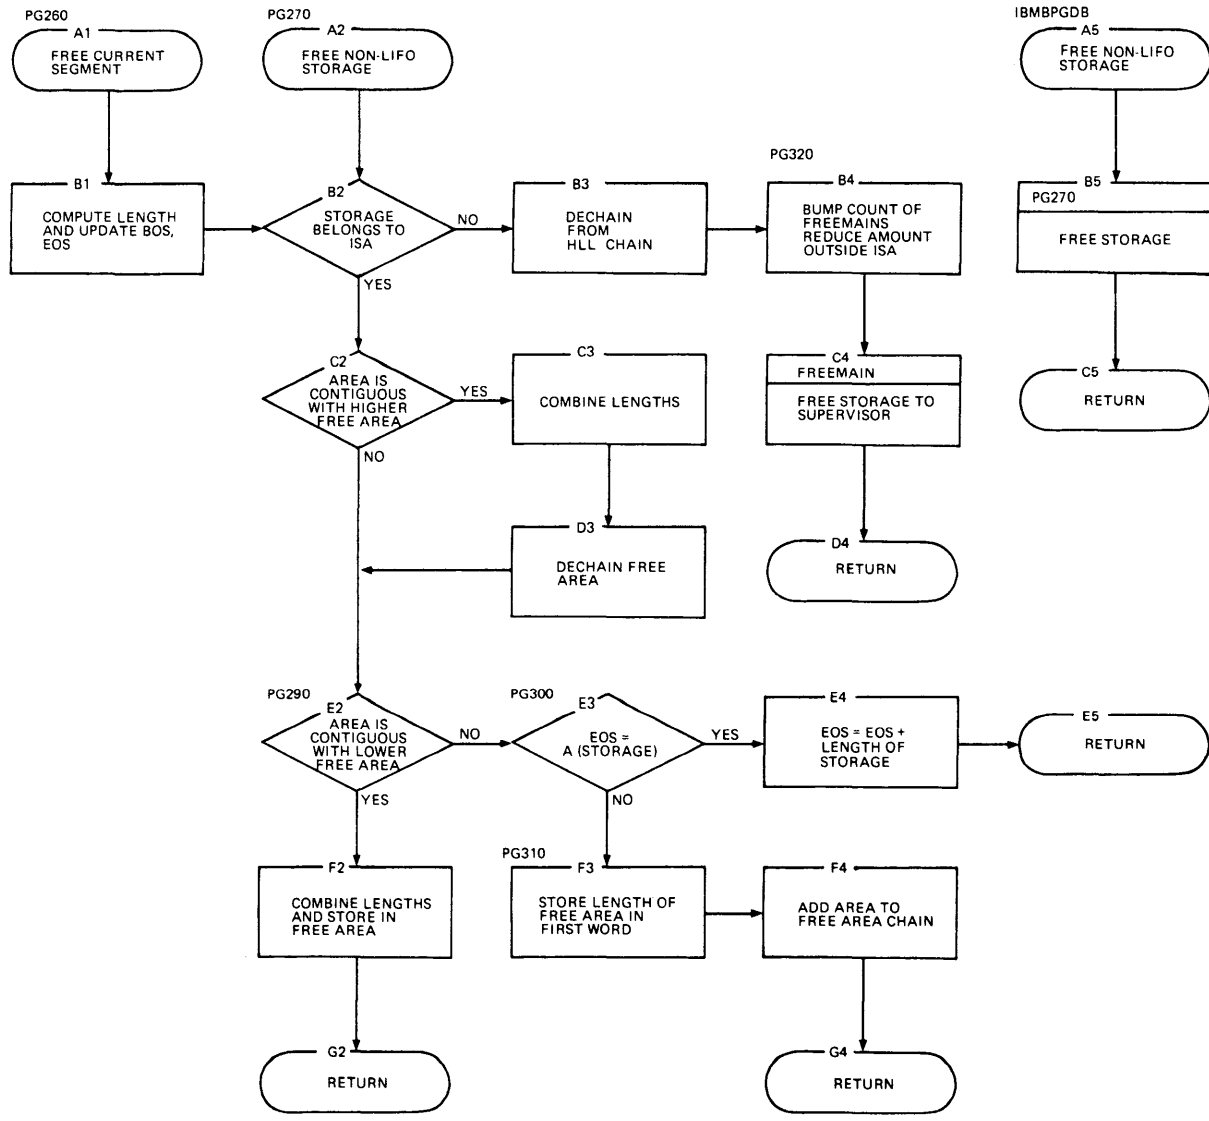 PG260
A1
FREE CURRENT
SEGMENT
PG270
A2
FREE NON-LIFO
STORAGE
IBMBPGDB
A5
FREE NON-LIFO
STORAGE
B1
COMPUTE LENGTH
AND UPDATE BOS,
EOS
B2
STORAGE
BELONGS TO
ISA
NO
YES
B3
DECHAIN
FROM
HLL CHAIN
PG320
B4
BUMP COUNT OF
FREEMAINS
REDUCE AMOUNT
OUTSIDE ISA
B5
PG270
FREE STORAGE
C2
AREA IS
CONTIGUOUS
WITH HIGHER
FREE AREA
YES
NO
C3
COMBINE LENGTHS
C4
FREEMAIN
FREE STORAGE TO
SUPERVISOR
C5
RETURN
D3
DECHAIN FREE
AREA
D4
RETURN
PG290
E2
AREA IS
CONTIGUOUS
WITH LOWER
FREE AREA
NO
YES
PG300
E3
EOS =
A (STORAGE)
YES
NO
E4
EOS = EOS +
LENGTH OF
STORAGE
E5
RETURN
F2
COMBINE LENGTHS
AND STORE IN
FREE AREA
PG310
F3
STORE LENGTH OF
FREE AREA IN
FIRST WORD
F4
ADD AREA TO
FREE AREA CHAIN
G2
RETURN
G4
RETURN